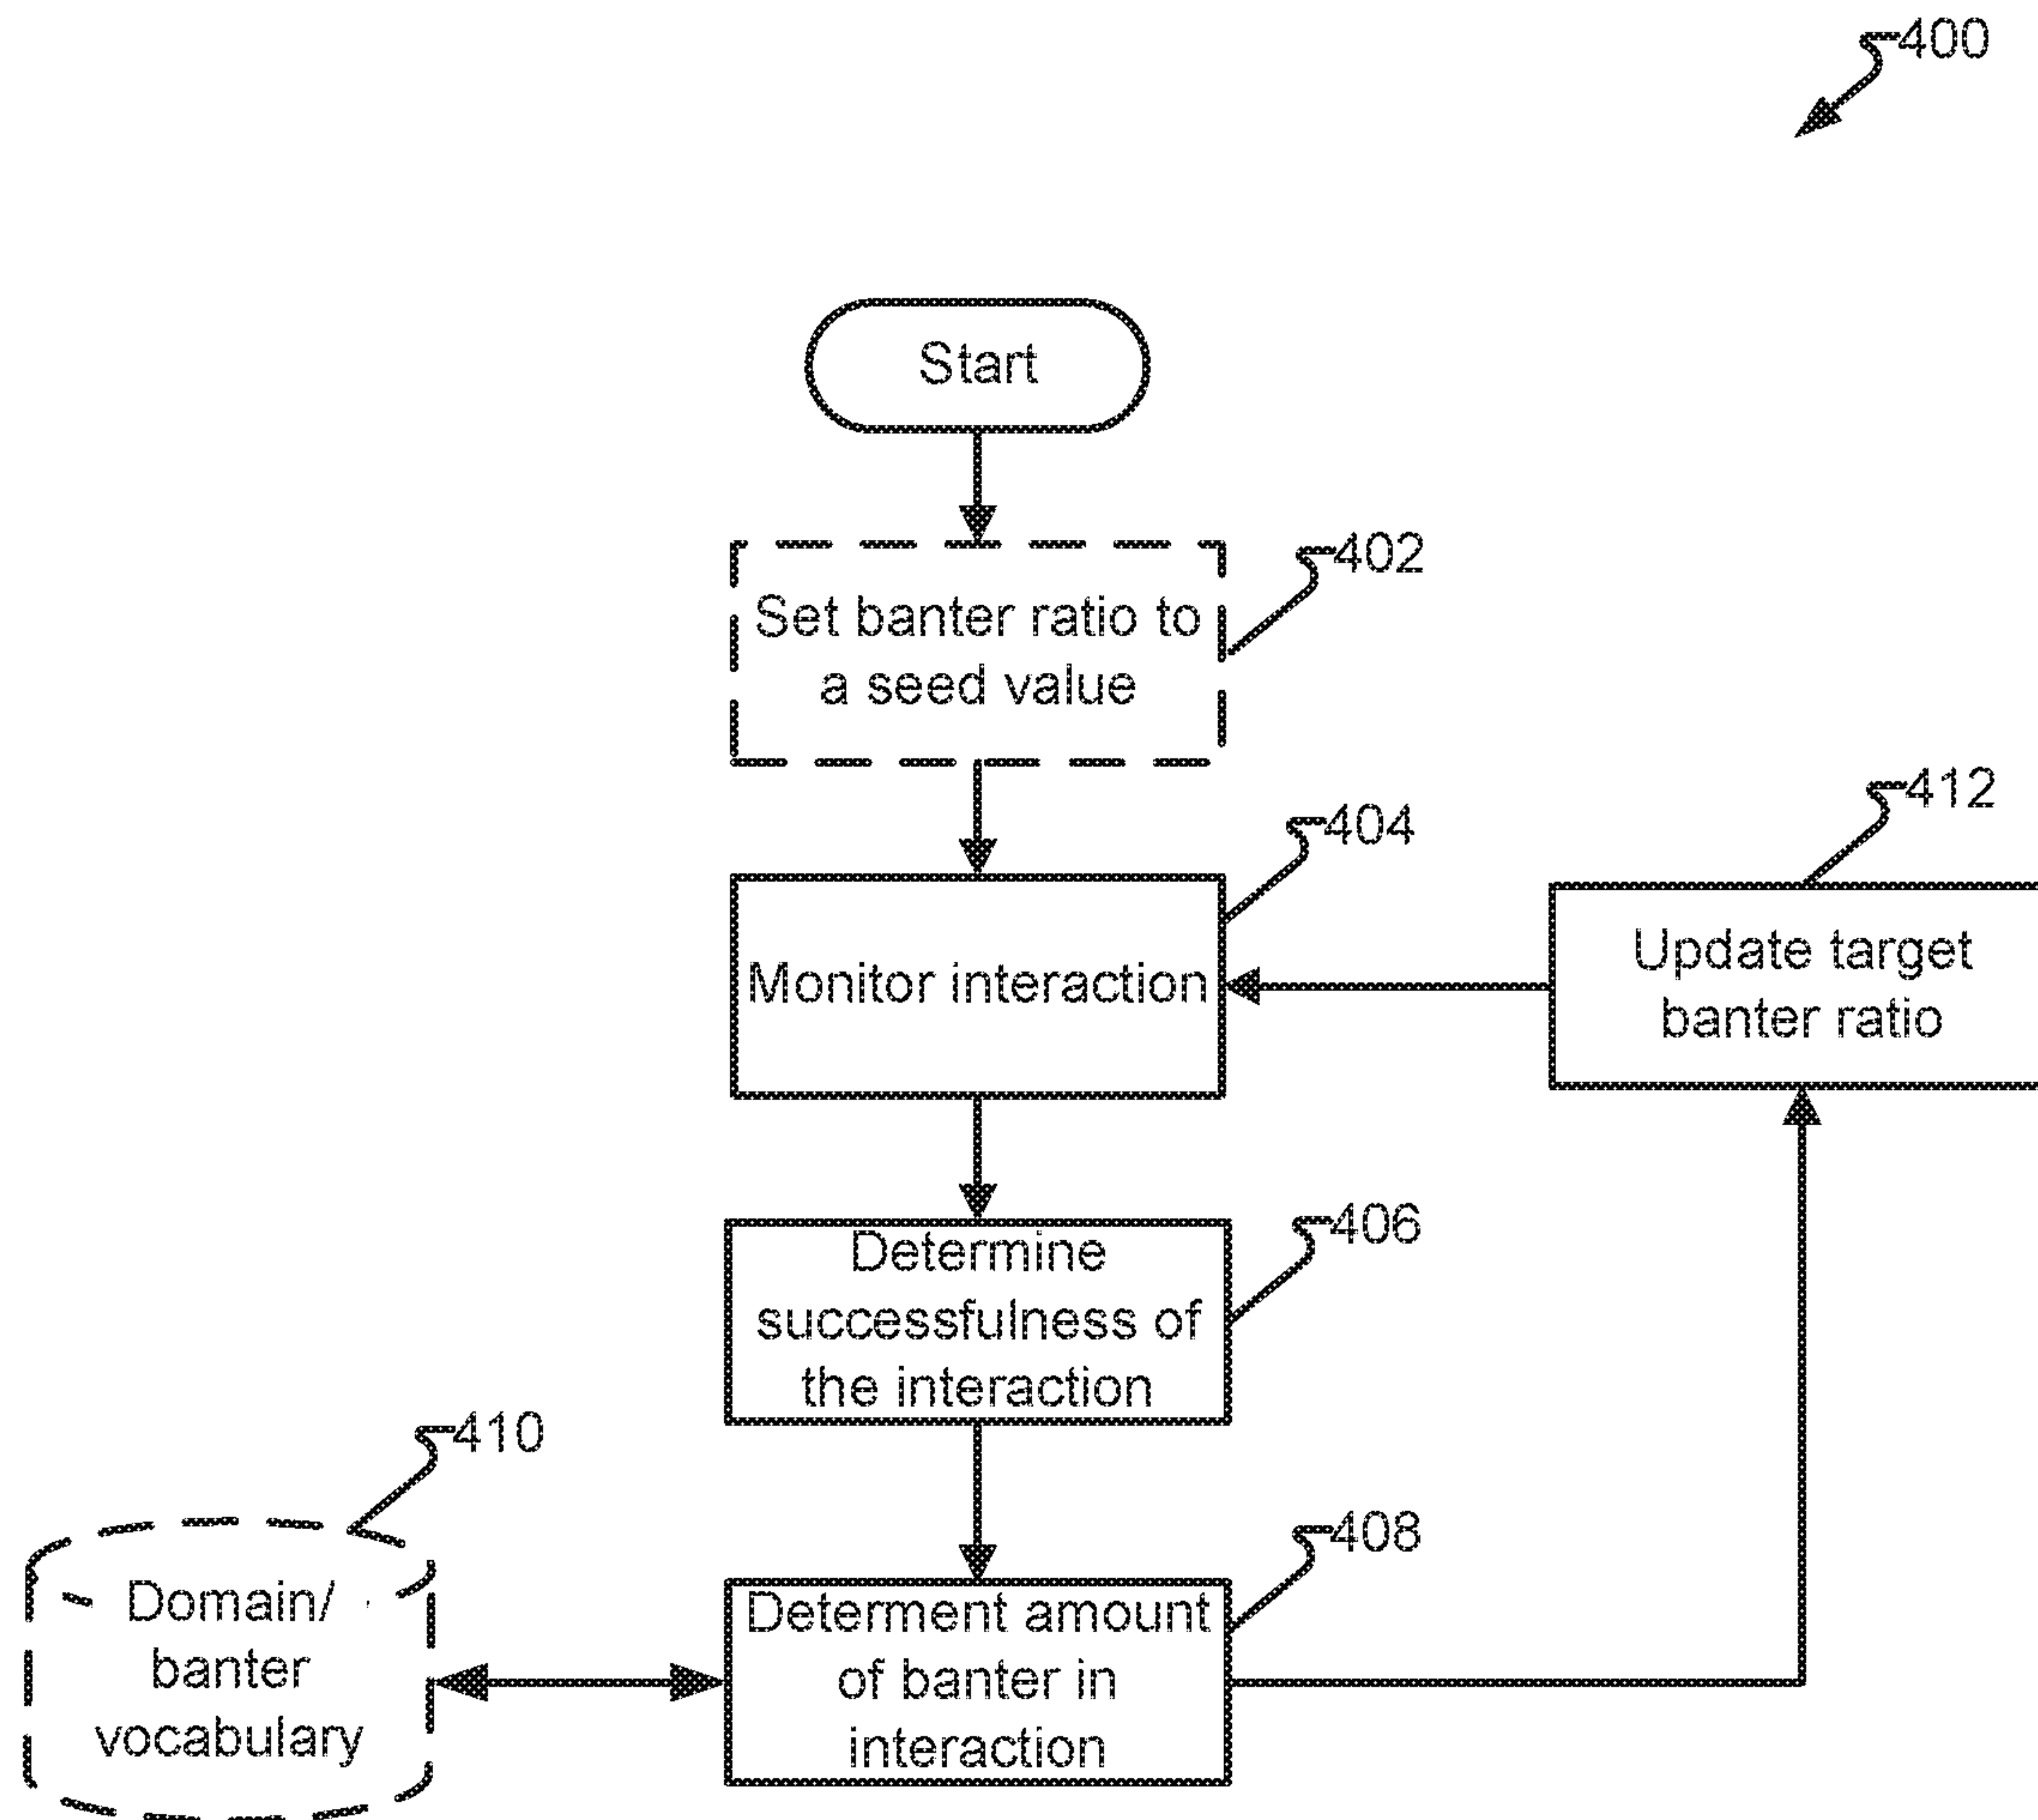 400
Start
402
Set banter ratio to
a seed value
404
412
Monitor interaction
Update target
banter ratio
406
Determine
successfulness of
the interaction
410
408
Domain/
banter
vocabulary
Determent amount
of banter in
interaction